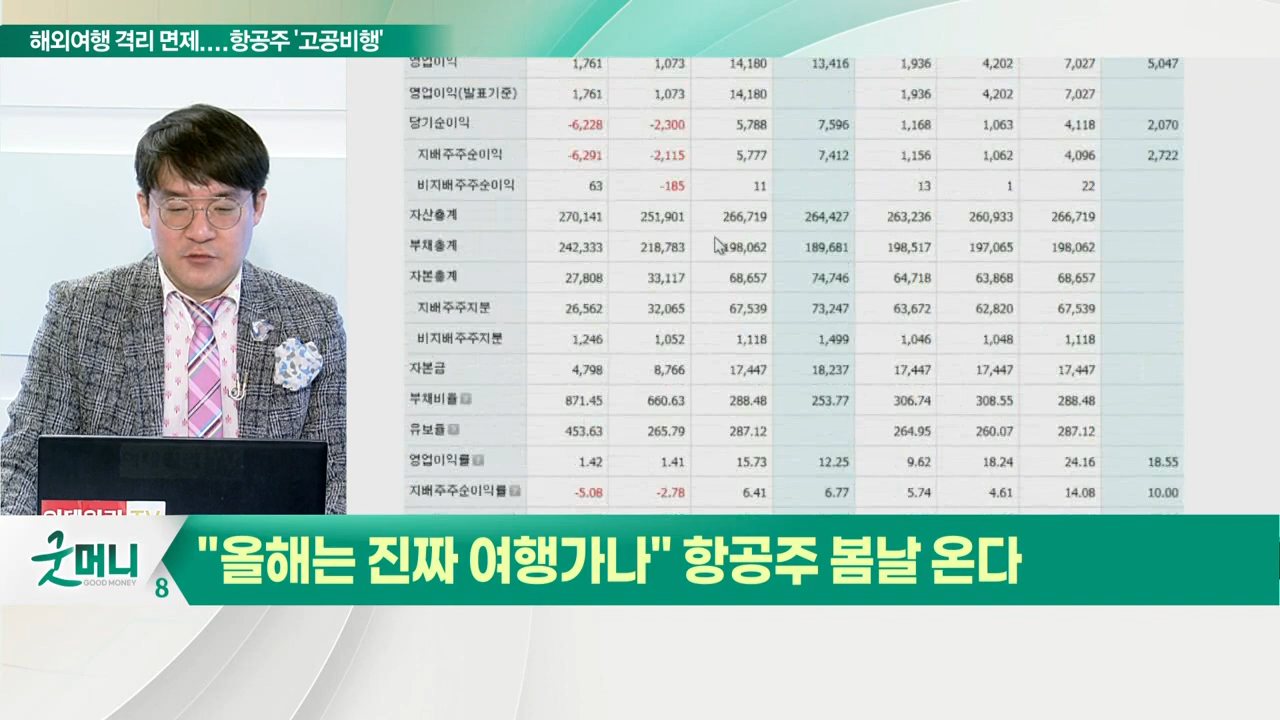 해외여행 격리 면제....항공주 '고공비행'
영업이익 1,761 1,073 14,180 13,416 1,936 4,202 7,027 5,047
영업이익(발표기준) 1,761 1,073 14,180 1,936 4,202 7,027
당기순이익 -6,228 -2,300 5,788 7,596 1,168 1,063 4,118 2,070
지배주주순이익 -6,291 -2,115 5,777 7,412 1,156 1,062 4,096 2,722
비지배주주순이익 63 -185 11 13 1 22
자산총계 270,141 251,901 266,719 264,427 263,236 260,933 266,719
부채총계 242,333 218,783 198,062 189,681 198,517 197,065 198,062
자본총계 27,808 33,117 68,657 74,746 64,718 63,868 68,657
지배주주지분 26,562 32,065 67,539 73,247 63,672 62,820 67,539
비지배주주지분 1,246 1,052 1,118 1,499 1,046 1,048 1,118
자본금 4,798 8,766 17,447 18,237 17,447 17,447 17,447
부채비율 871.45 660.63 288.48 253.77 306.74 308.55 288.48
유보율 453.63 265.79 287.12 264.95 260.07 287.12
영업이익률 1.42 1.41 15.73 12.25 9.62 18.24 24.16 18.55
지배주주순이익률 -5.08 -2.78 6.41 6.77 5.74 4.61 14.08 10.00
굿머니
GOOD MONEY
8
"올해는 진짜 여행가나" 항공주 봄날 온다